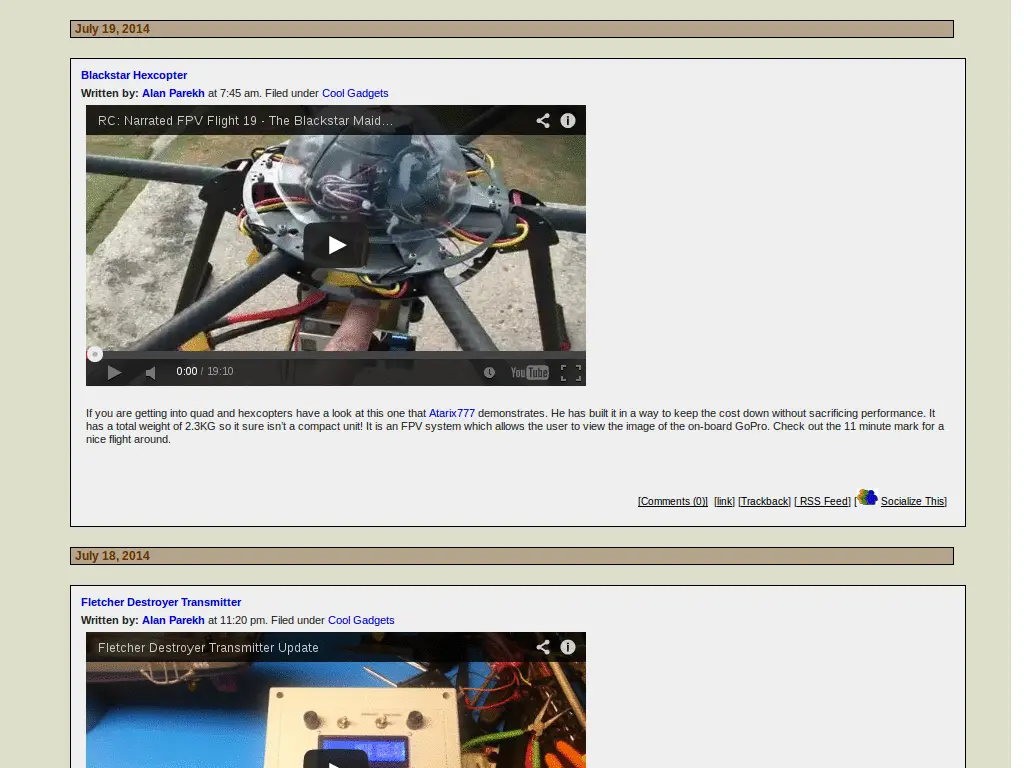 July 19, 2014
Blackstar Hexcopter
Written by: Alan Parekh at 7:45 am. Filed under Cool Gadgets
RC: Narrated FPV Flight 19 - The Blackstar Maid...
0:00 / 19:10
YouTube
If you are getting into quad and hexcopters have a look at this one that Atarix777 demonstrates. He has built it in a way to keep the cost down without sacrificing performance. It
has a total weight of 2.3KG so it sure isn't a compact unit! It is an FPV system which allows the user to view the image of the on-board GoPro. Check out the 11 minute mark for a
nice flight around.
[Comments (0)] [link] [Trackback] [ RSS Feed] [ Socialize This]
July 18, 2014
Fletcher Destroyer Transmitter
Written by: Alan Parekh at 11:20 pm. Filed under Cool Gadgets
Fletcher Destroyer Transmitter Update